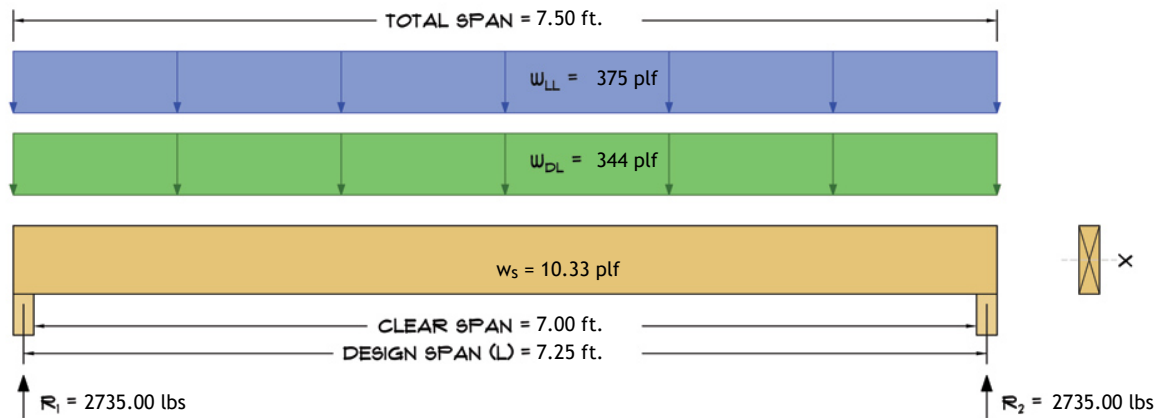 TOTAL SPAN = 7.50 ft.
WLL = 375 plf
WDL = 344 plf
ws = 10.33 plf
X
CLEAR SPAN = 7.00 ft.
DESIGN SPAN (L) = 7.25 ft.
R1 = 2735.00 lbs
R2 = 2735.00 lbs